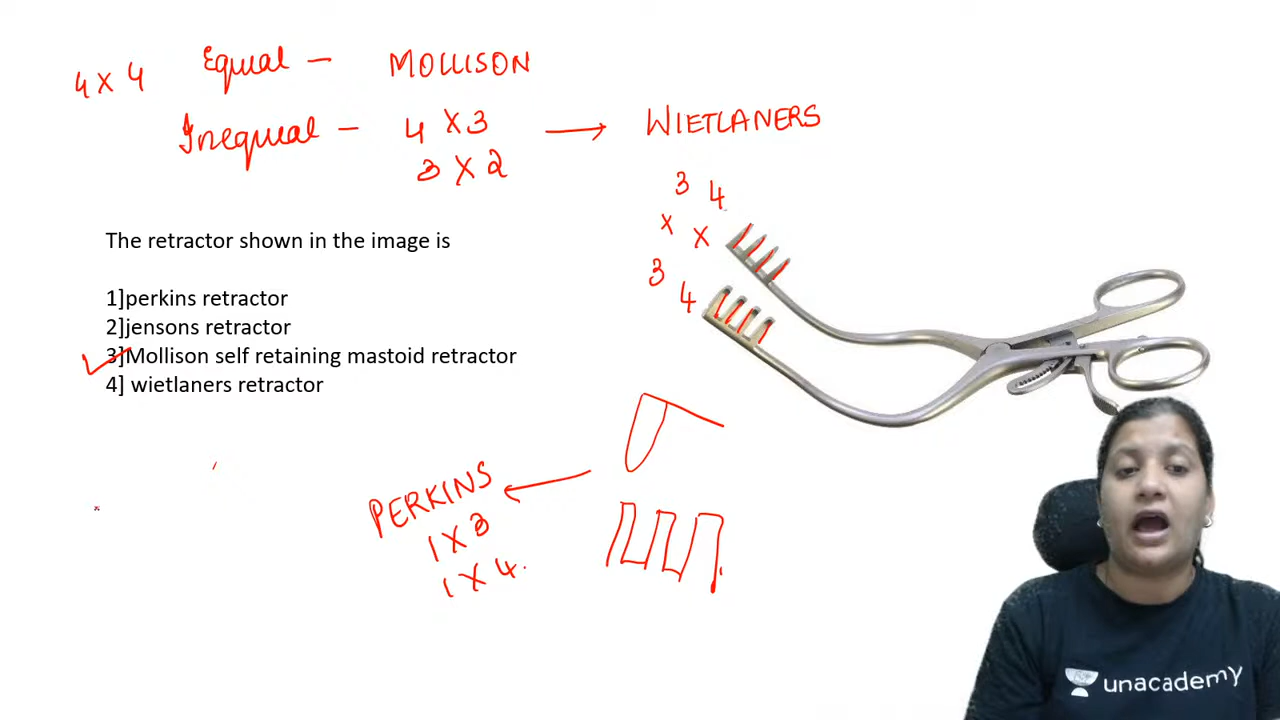 4 X 4 Equal – MOLLISON
Inequal – 4 X 3 → WIETLANERS
3 X 2
3 4
X X
3 4
The retractor shown in the image is
1]perkins retractor
2]jensons retractor
3]Mollison self retaining mastoid retractor
4] wietlaners retractor
PERKINS
1 X 3
1 X 4.
unacademy